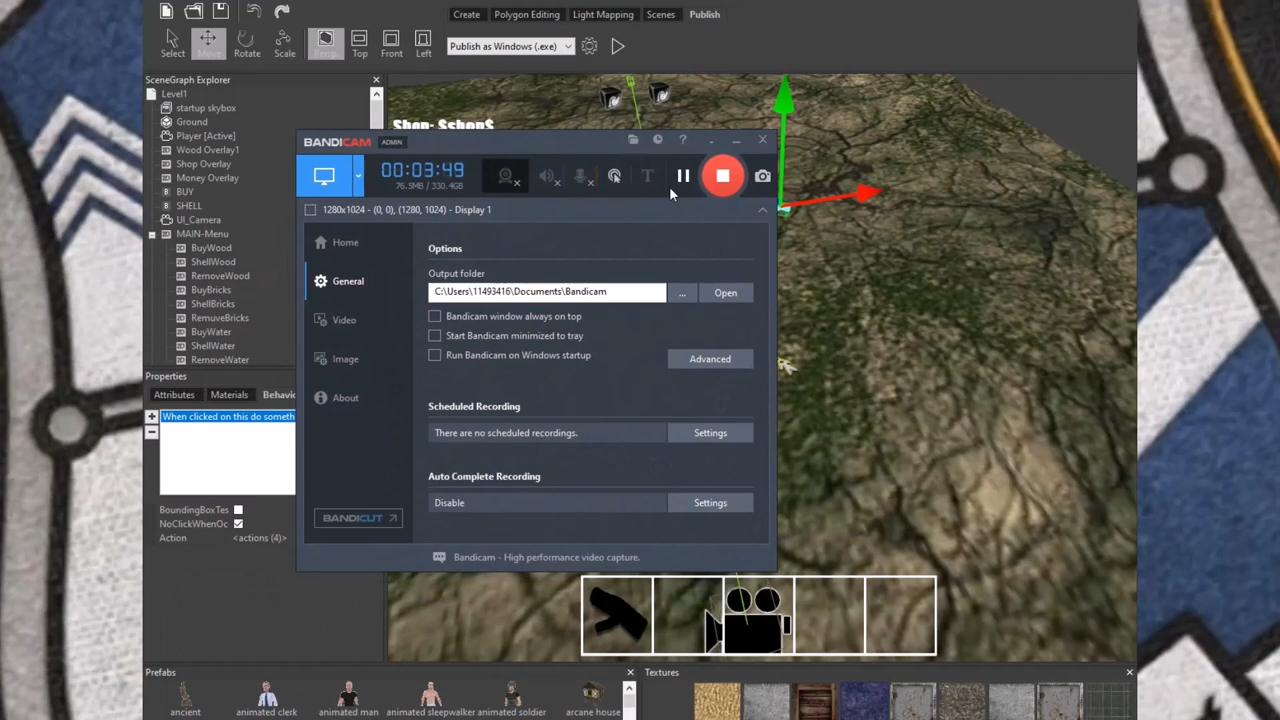 Create Polygon Editing Light Mapping Scenes Publish
Select Move Rotate Scale Persp. Top Front Left
Publish as Windows (.exe)
SceneGraph Explorer
Level1
startup skybox
Ground
Player [Active]
Wood Overlay1
Shop Overlay
Money Overlay
BUY
SHELL
UI_Camera
MAIN-Menu
BuyWood
ShellWood
RemoveWood
BuyBricks
ShellBricks
RemuveBricks
BuyWater
ShellWater
RemoveWater
Properties
Attributes Materials Behavi
When clicked on this do someth
BoundingBoxTes
NoClickWhenOc
Action <actions (4)>
Shop: $shop$
BANDICAM ADMIN
00:03:49
76.5MB / 330.4GB
1280x1024 - (0, 0), (1280, 1024) - Display 1
Home
General
Video
Image
About
BANDICUT
Options
Output folder
C:\Users\11493416\Documents\Bandicam ... Open
Bandicam window always on top
Start Bandicam minimized to tray
Run Bandicam on Windows startup
Advanced
Scheduled Recording
There are no scheduled recordings. Settings
Auto Complete Recording
Disable Settings
Bandicam - High performance video capture.
Prefabs
ancient animated clerk animated man animated sleepwalker animated soldier arcane house
Textures